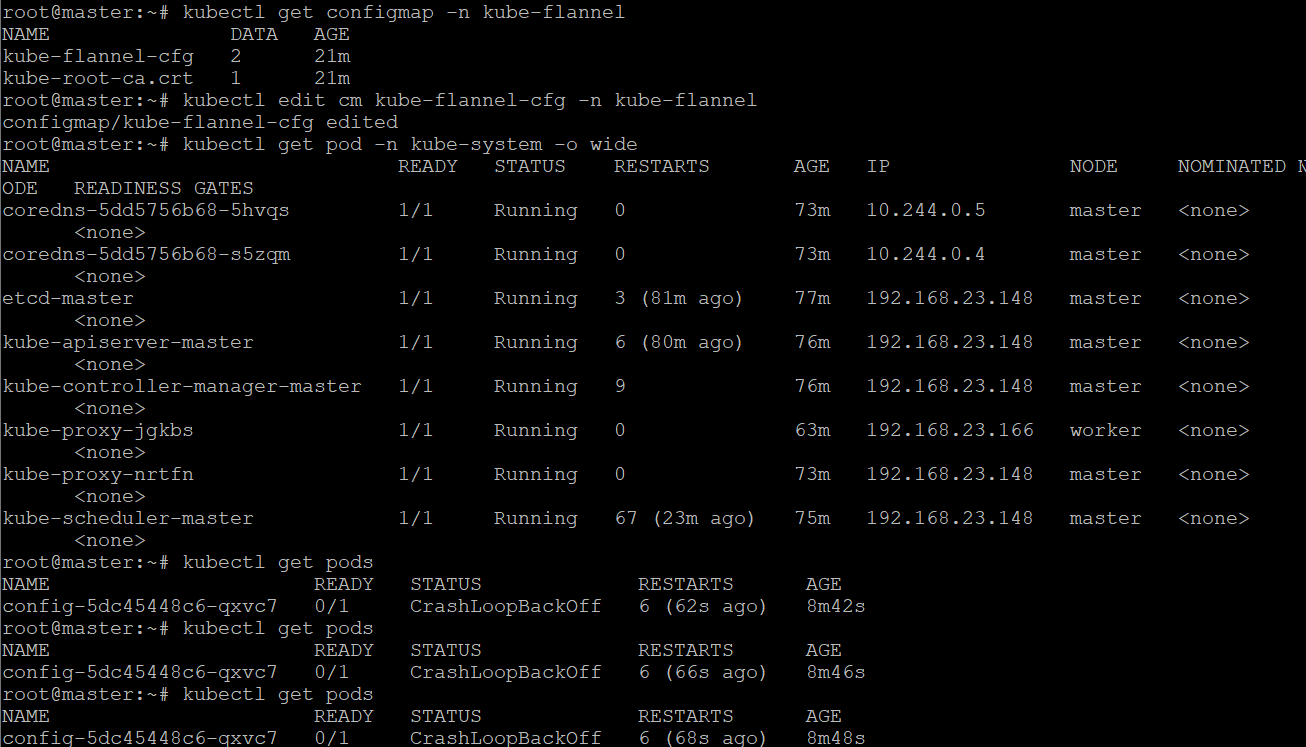 root@master:~# kubectl get configmap -n kube-flannel
NAME               DATA   AGE
kube-flannel-cfg   2      21m
kube-root-ca.crt   1      21m
root@master:~# kubectl edit cm kube-flannel-cfg -n kube-flannel
configmap/kube-flannel-cfg edited
root@master:~# kubectl get pod -n kube-system -o wide
NAME                             READY   STATUS    RESTARTS       AGE   IP               NODE     NOMINATED N
ODE   READINESS GATES
coredns-5dd5756b68-5hvqs         1/1     Running   0              73m   10.244.0.5       master   <none>
      <none>
coredns-5dd5756b68-s5zqm         1/1     Running   0              73m   10.244.0.4       master   <none>
      <none>
etcd-master                      1/1     Running   3 (81m ago)    77m   192.168.23.148   master   <none>
      <none>
kube-apiserver-master            1/1     Running   6 (80m ago)    76m   192.168.23.148   master   <none>
      <none>
kube-controller-manager-master   1/1     Running   9              76m   192.168.23.148   master   <none>
      <none>
kube-proxy-jgkbs                 1/1     Running   0              63m   192.168.23.166   worker   <none>
      <none>
kube-proxy-nrtfn                 1/1     Running   0              73m   192.168.23.148   master   <none>
      <none>
kube-scheduler-master            1/1     Running   67 (23m ago)   75m   192.168.23.148   master   <none>
      <none>
root@master:~# kubectl get pods
NAME                      READY   STATUS             RESTARTS      AGE
config-5dc45448c6-qxvc7   0/1     CrashLoopBackOff   6 (62s ago)   8m42s
root@master:~# kubectl get pods
NAME                      READY   STATUS             RESTARTS      AGE
config-5dc45448c6-qxvc7   0/1     CrashLoopBackOff   6 (66s ago)   8m46s
root@master:~# kubectl get pods
NAME                      READY   STATUS             RESTARTS      AGE
config-5dc45448c6-qxvc7   0/1     CrashLoopBackOff   6 (68s ago)   8m48s